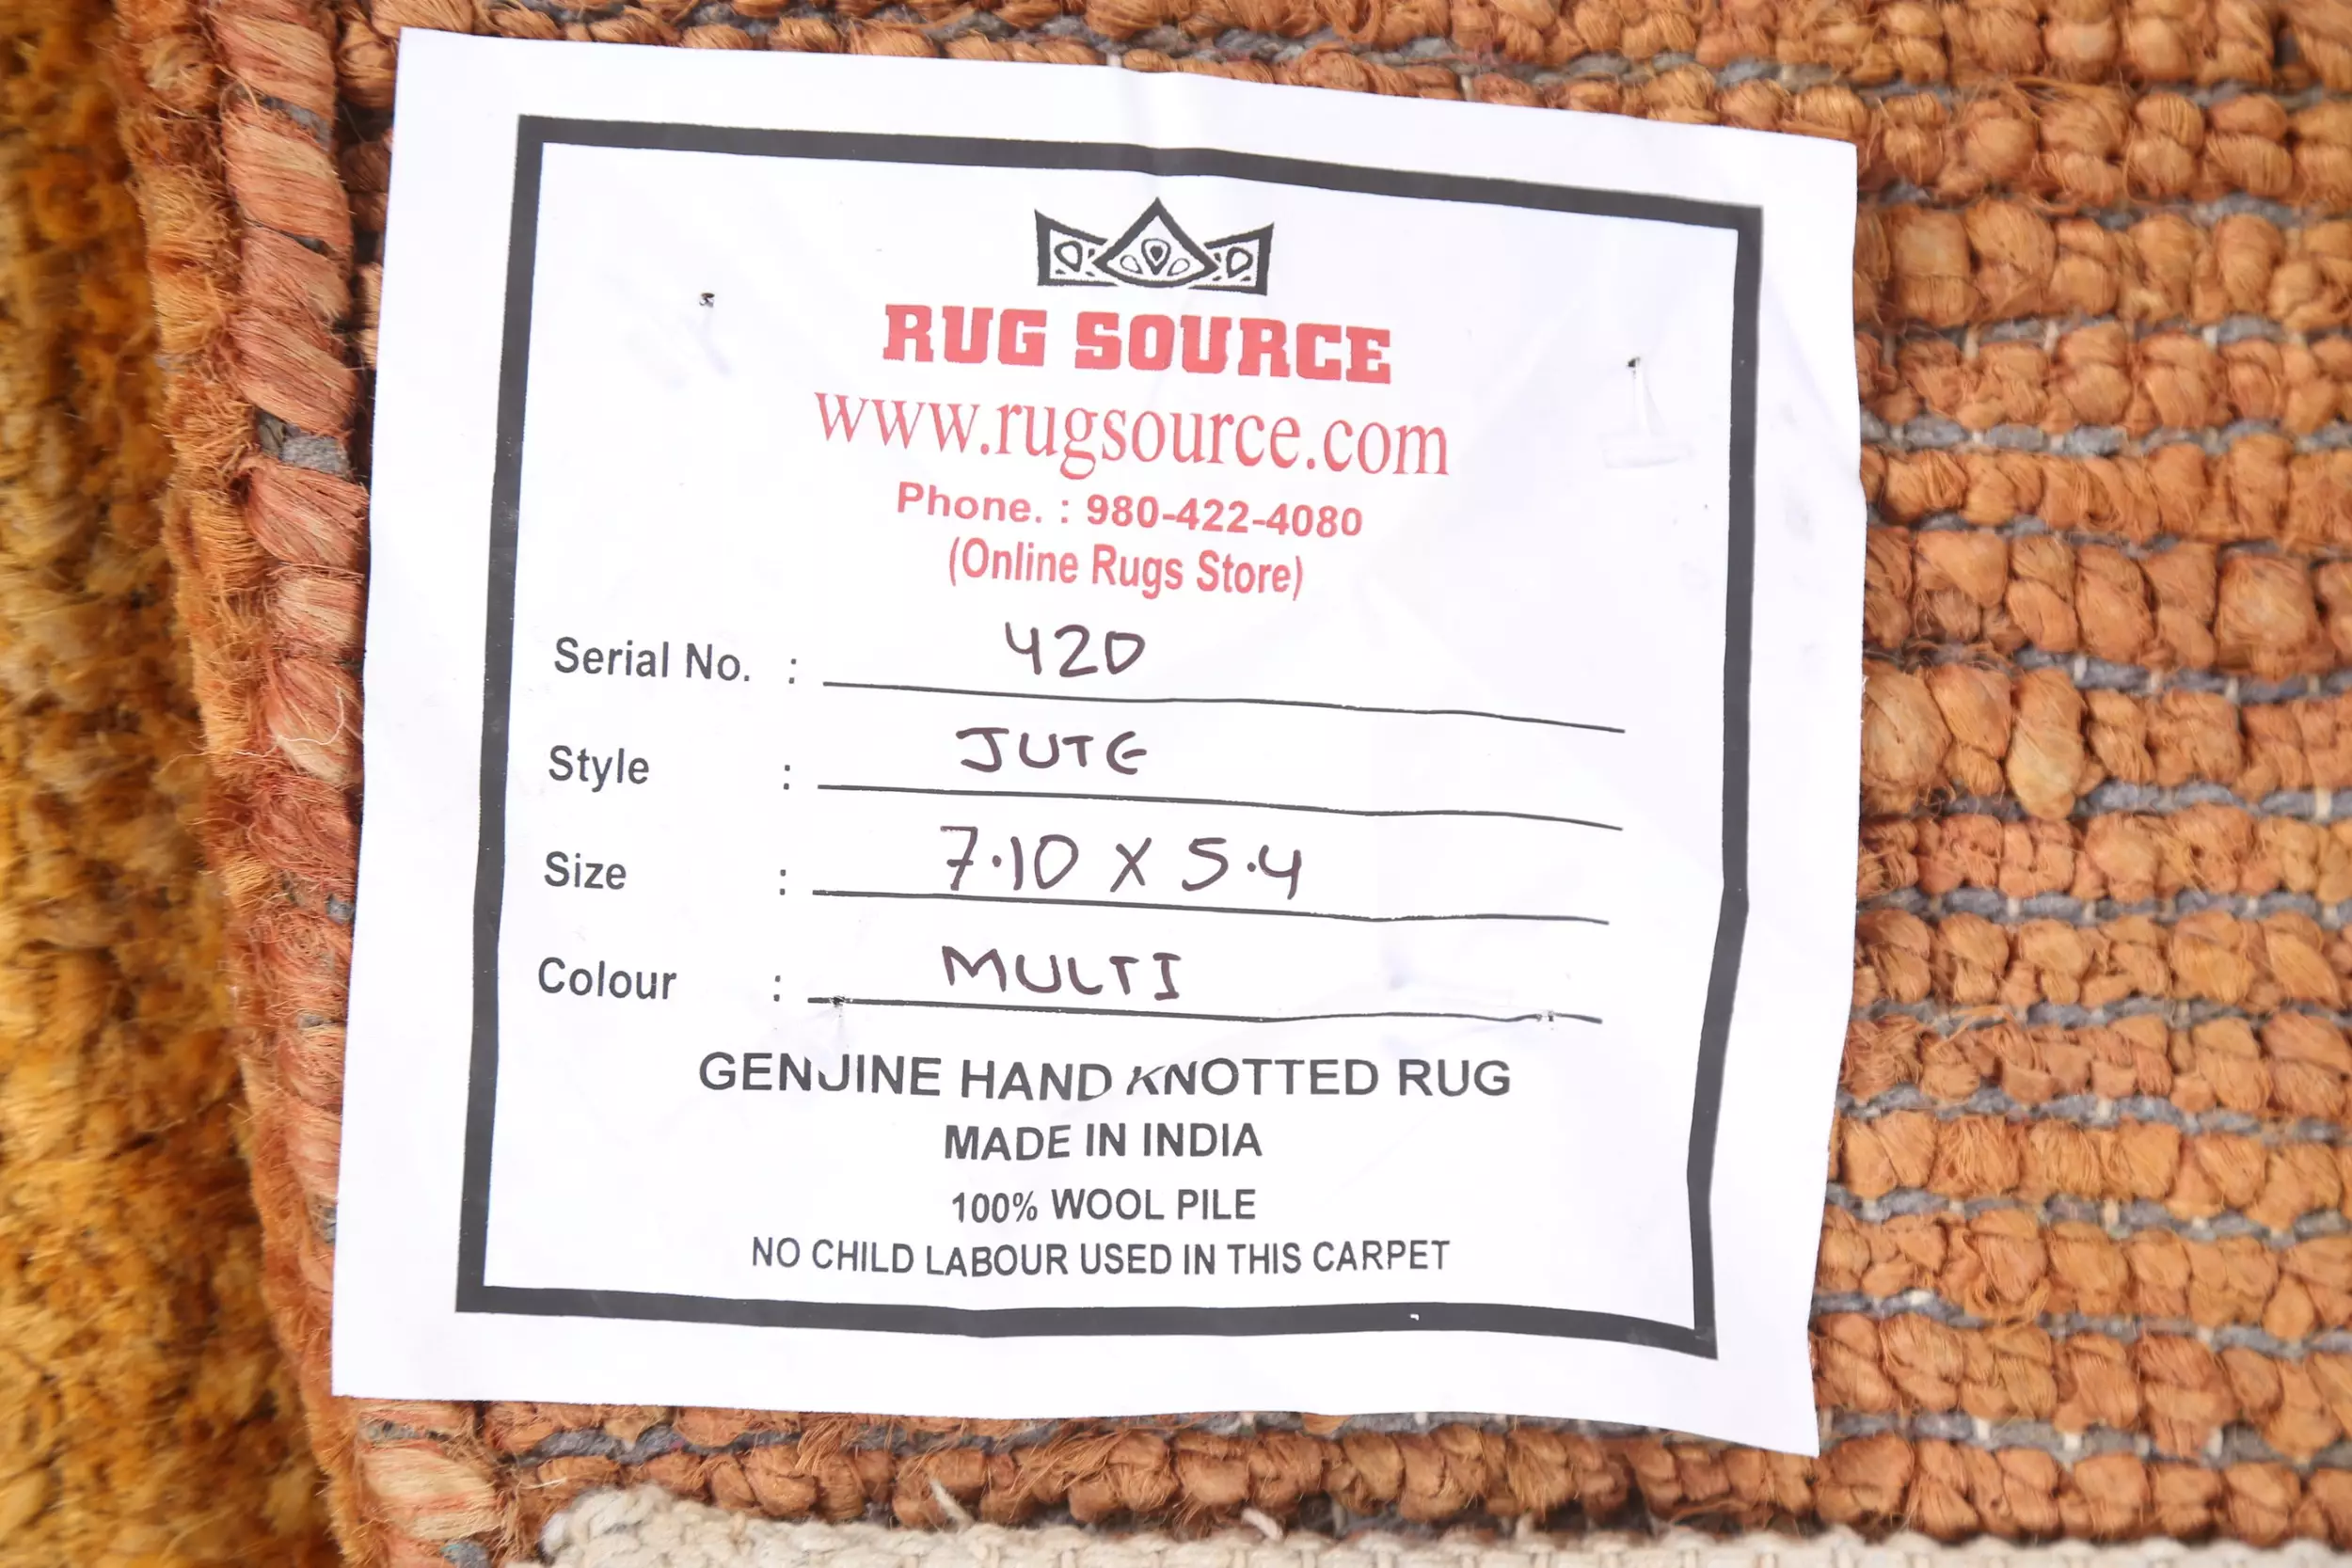 RUG SOURCE
www.rugsource.com
Phone. : 980-422-4080
(Online Rugs Store)
Serial No. : 420
Style : JUTE
Size : 7.10 X 5.4
Colour : MULTI
GENUINE HAND KNOTTED RUG
MADE IN INDIA
100% WOOL PILE
NO CHILD LABOUR USED IN THIS CARPET